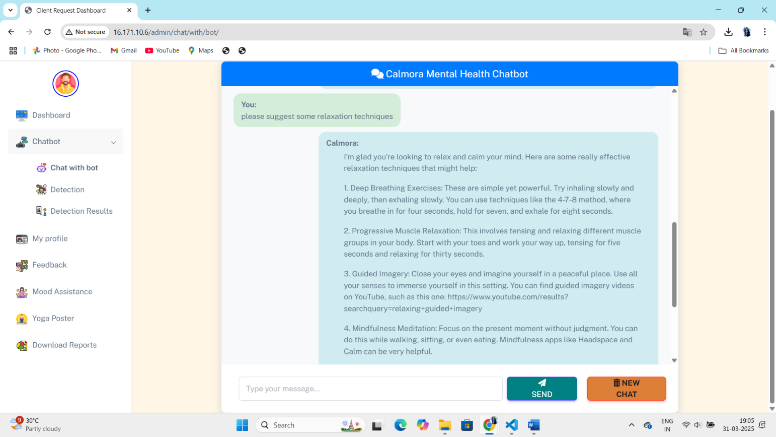 Client Request Dashboard
Not secure
16.171.10.6/admin/chat/with/bot/
Photo - Google Pho...
Gmail
YouTube
Maps
All Bookmarks
Dashboard
Chatbot
Chat with bot
Detection
Detection Results
My profile
Feedback
Mood Assistance
Yoga Poster
Download Reports
Calmora Mental Health Chatbot
You:
please suggest some relaxation techniques
Calmora:
I'm glad you're looking to relax and calm your mind. Here are some really effective
relaxation techniques that might help:
1. Deep Breathing Exercises: These are simple yet powerful. Try inhaling slowly and
deeply, then exhaling slowly. You can use techniques like the 4-7-8 method, where
you breathe in for four seconds, hold for seven, and exhale for eight seconds.
2. Progressive Muscle Relaxation: This involves tensing and relaxing different muscle
groups in your body. Start with your toes and work your way up, tensing for five
seconds and relaxing for thirty seconds.
3. Guided Imagery: Close your eyes and imagine yourself in a peaceful place. Use all
your senses to immerse yourself in this setting. You can find guided imagery videos
on YouTube, such as this one: https://www.youtube.com/results?
searchquery=relaxing+guided+imagery
4. Mindfulness Meditation: Focus on the present moment without judgment. You can
do this while walking, sitting, or even eating. Mindfulness apps like Headspace and
Calm can be very helpful.
Type your message...
SEND
NEW
CHAT
9
30°C
Partly cloudy
Search
ENG
IN
19:05
31-03-2025